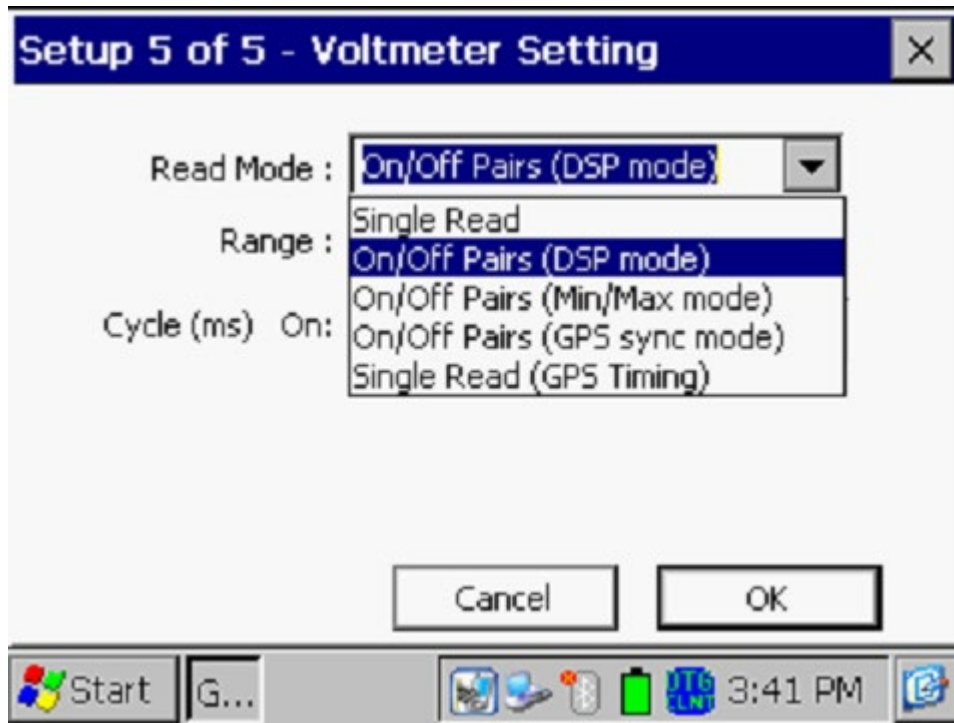 Setup 5 of 5 - Voltmeter Setting
Read Mode : On/Off Pairs (DSP mode)
Single Read
Range : On/Off Pairs (DSP mode)
On/Off Pairs (Min/Max mode)
Cycle (ms) On: On/Off Pairs (GPS sync mode)
Single Read (GPS Timing)
Cancel OK
Start G... DTG CLNT 3:41 PM